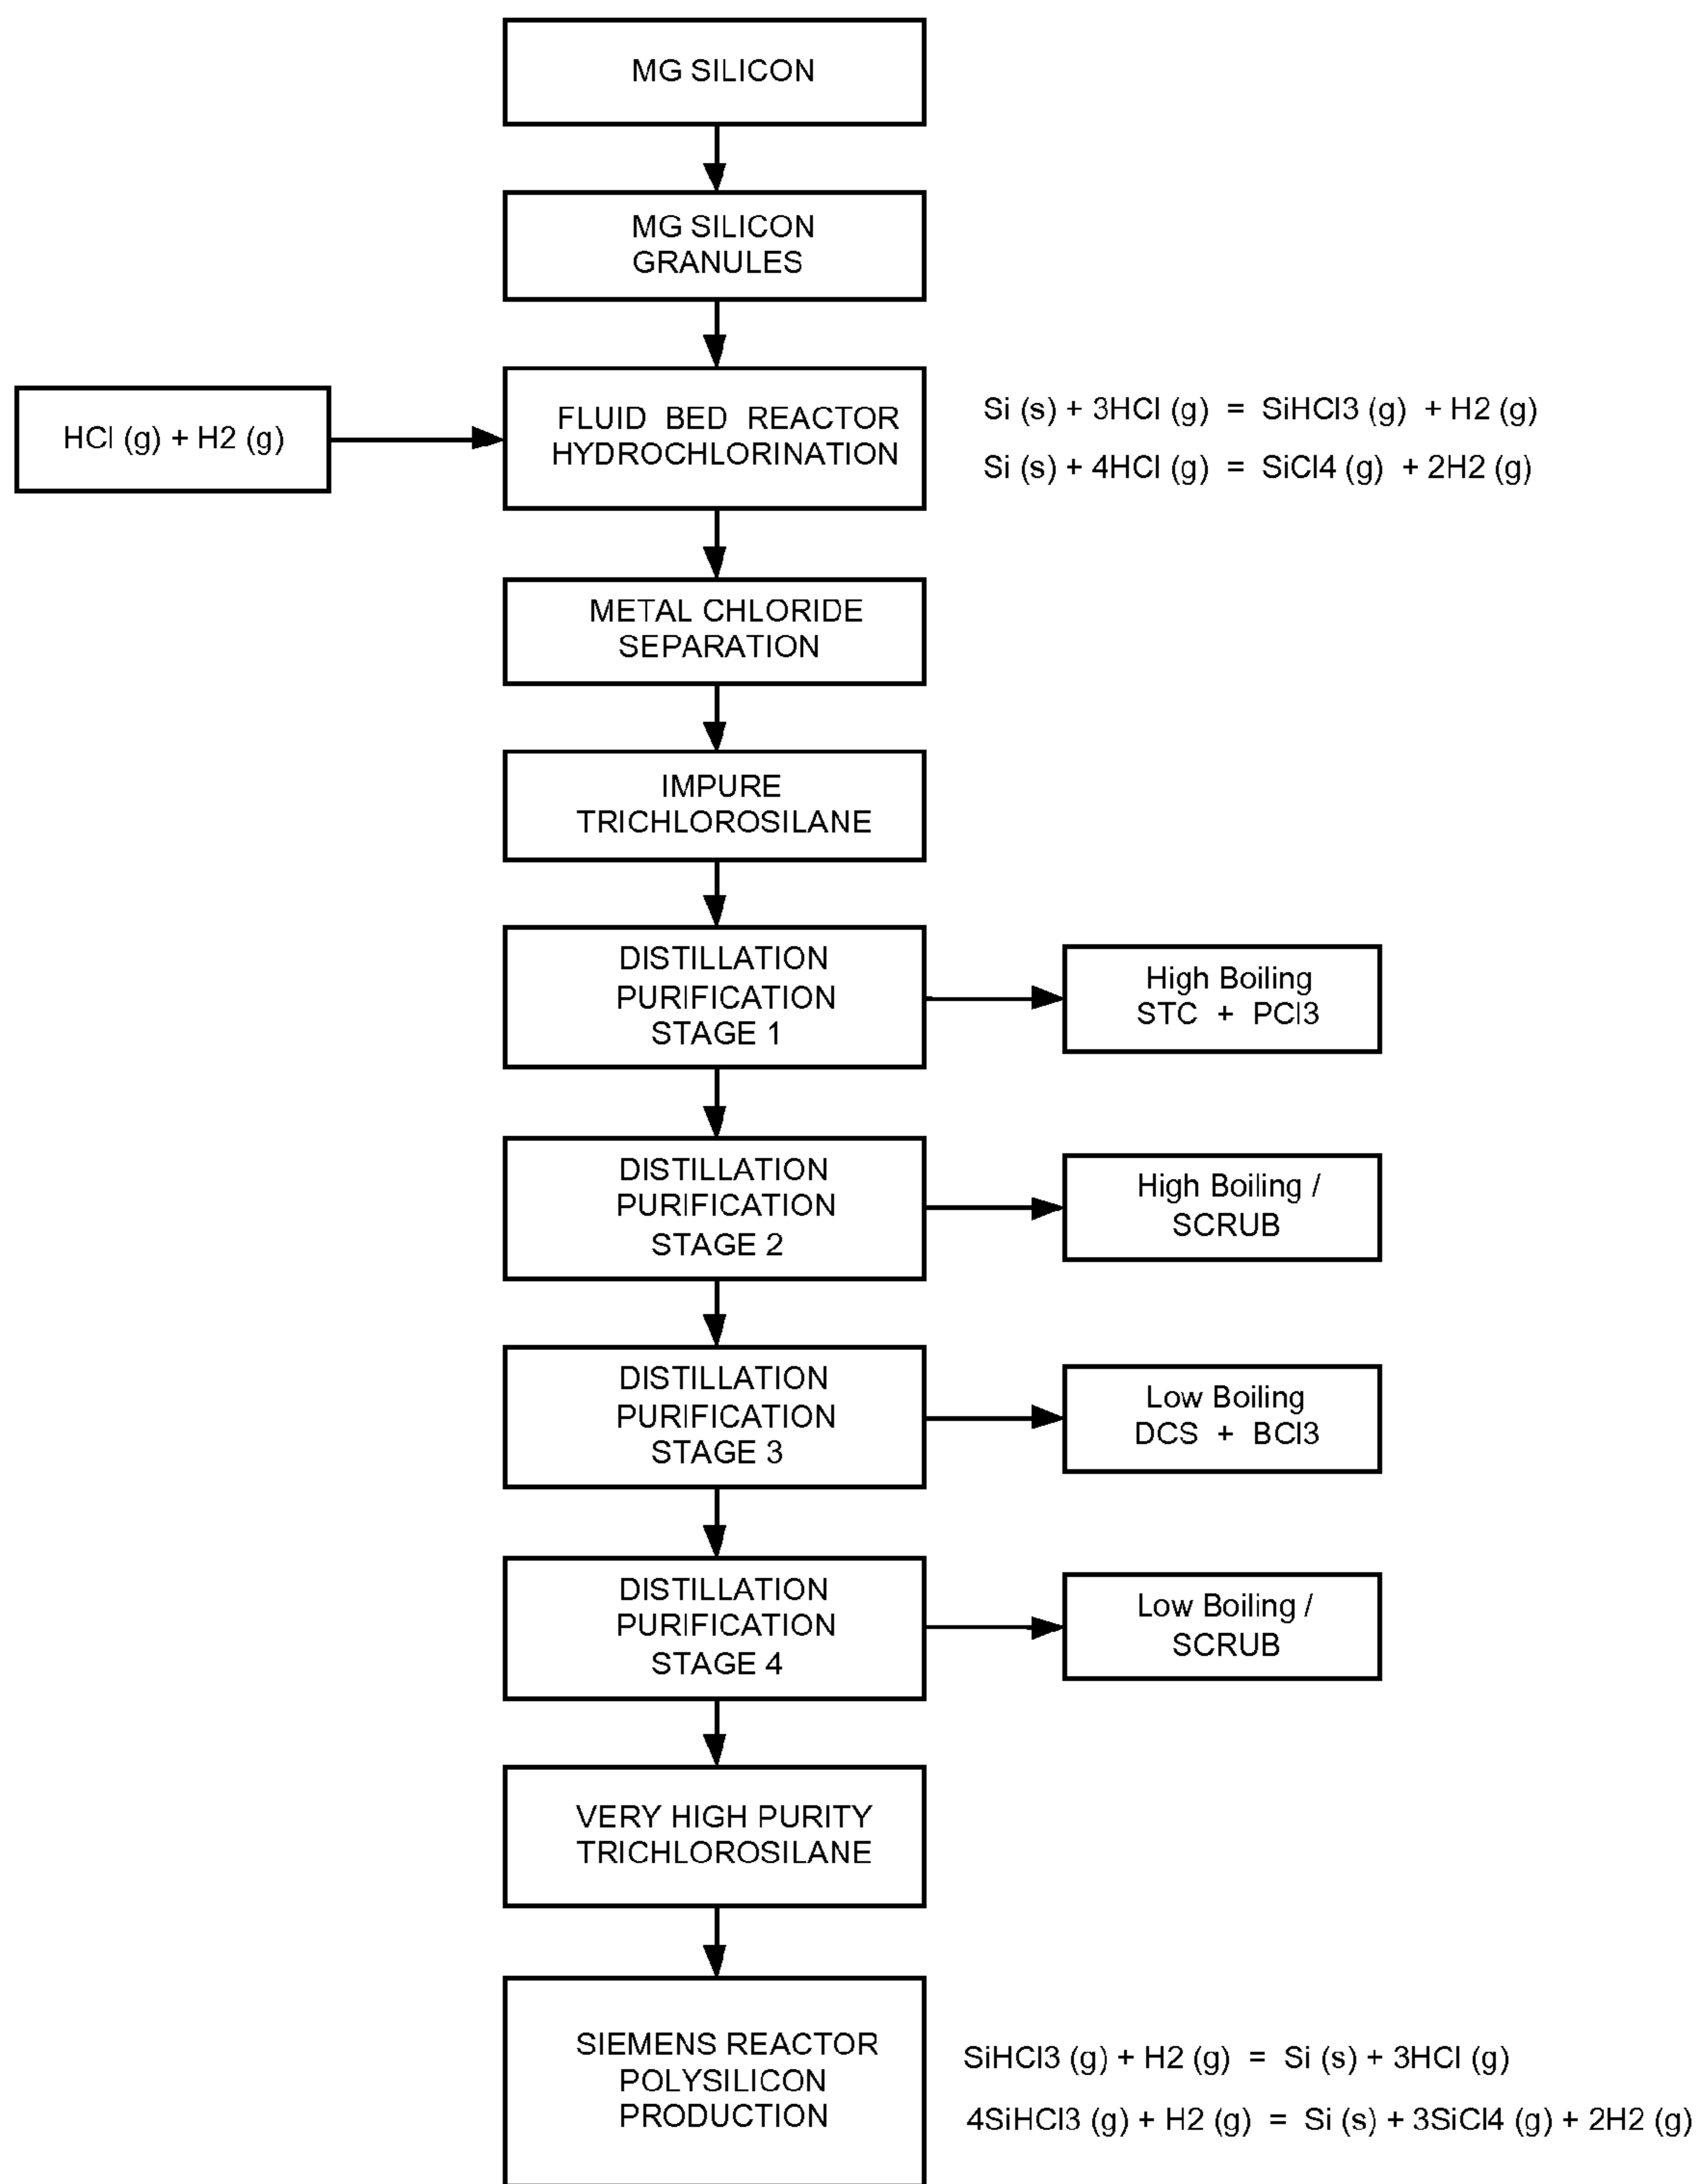 MG SILICON
MG SILICON
GRANULES
HCl (g) + H2 (g)
FLUID BED REACTOR
HYDROCHLORINATION
Si (s) + 3HCl (g) = SiHCl3 (g) + H2 (g)
Si (s) + 4HCl (g) = SiCl4 (g) + 2H2 (g)
METAL CHLORIDE
SEPARATION
IMPURE
TRICHLOROSILANE
DISTILLATION
PURIFICATION
STAGE 1
High Boiling
STC + PCl3
DISTILLATION
PURIFICATION
STAGE 2
High Boiling /
SCRUB
DISTILLATION
PURIFICATION
STAGE 3
Low Boiling
DCS + BCl3
DISTILLATION
PURIFICATION
STAGE 4
Low Boiling /
SCRUB
VERY HIGH PURITY
TRICHLOROSILANE
SIEMENS REACTOR
POLYSILICON
PRODUCTION
SiHCl3 (g) + H2 (g) = Si (s) + 3HCl (g)
4SiHCl3 (g) + H2 (g) = Si (s) + 3SiCl4 (g) + 2H2 (g)